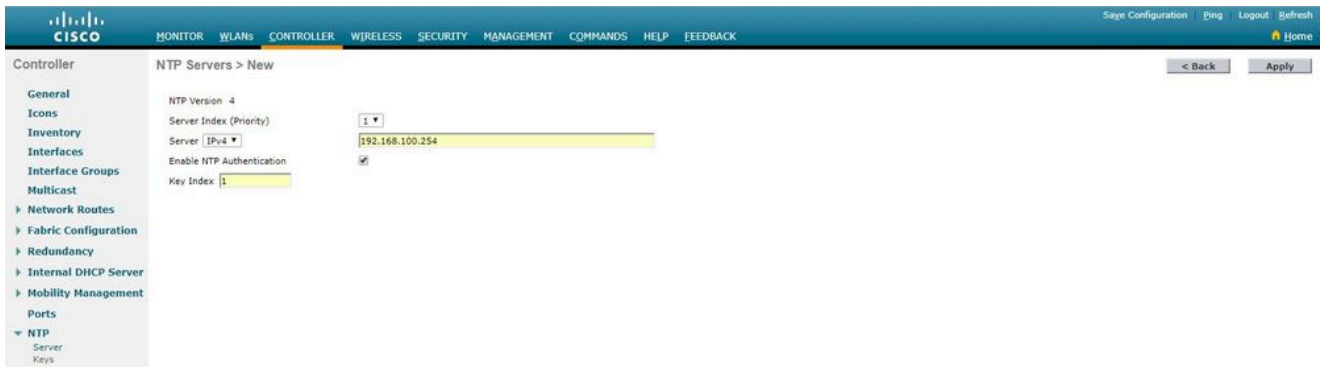 Save Configuration Ping Logout Refresh
CISCO MONITOR WLANs CONTROLLER WIRELESS SECURITY MANAGEMENT COMMANDS HELP FEEDBACK Home
Controller
NTP Servers > New
< Back Apply
General
Icons
Inventory
Interfaces
Interface Groups
Multicast
Network Routes
Fabric Configuration
Redundancy
Internal DHCP Server
Mobility Management
Ports
NTP
Server
Keys
NTP Version 4
Server Index (Priority) 1
Server IPv4 192.168.100.254
Enable NTP Authentication
Key Index 1